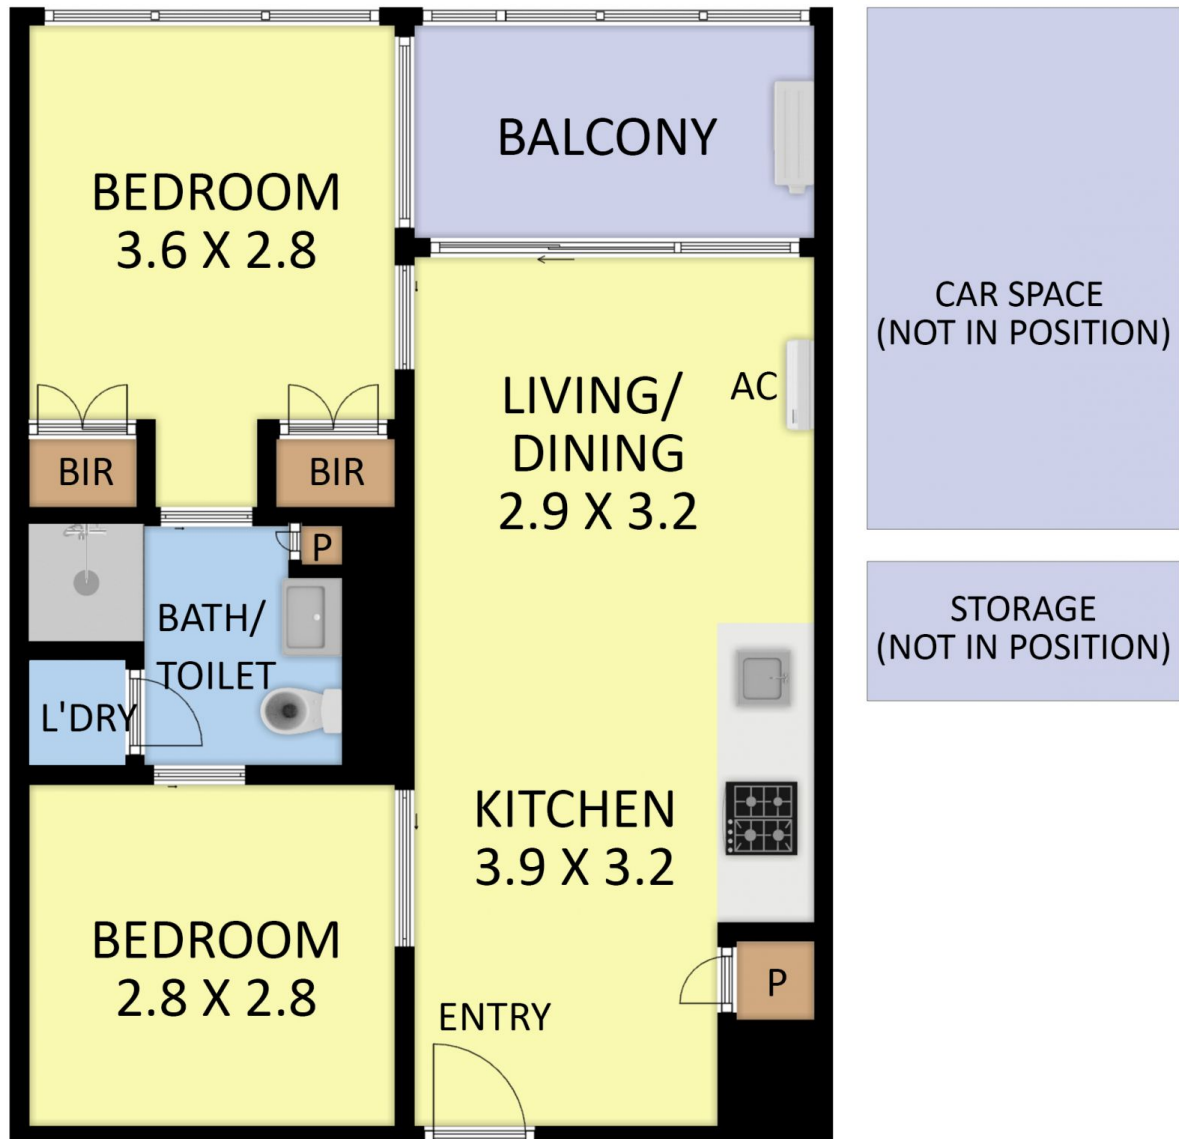 BALCONY
BEDROOM
3.6 X 2.8
CAR SPACE
(NOT IN POSITION)
LIVING/
DINING
2.9 X 3.2
AC
BIR
BIR
P
BATH/
TOILET
L'DRY
STORAGE
(NOT IN POSITION)
KITCHEN
3.9 X 3.2
BEDROOM
2.8 X 2.8
P
ENTRY